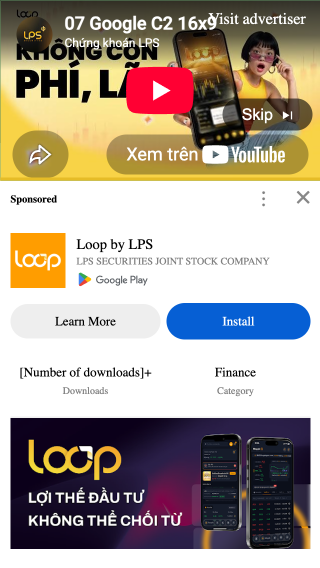 loop
07 Google C2 16x9
Visit advertiser
LPS
Chứng khoán LPS
KHÔNG CÒN
PHÍ, LÃ
Skip
Xem trên YouTube
Sponsored
loop
Loop by LPS
LPS SECURITIES JOINT STOCK COMPANY
Google Play
Learn More
Install
[Number of downloads]+
Finance
Downloads
Category
loop
LỢI THẾ ĐẦU TƯ
KHÔNG THỂ CHỐI TỪ